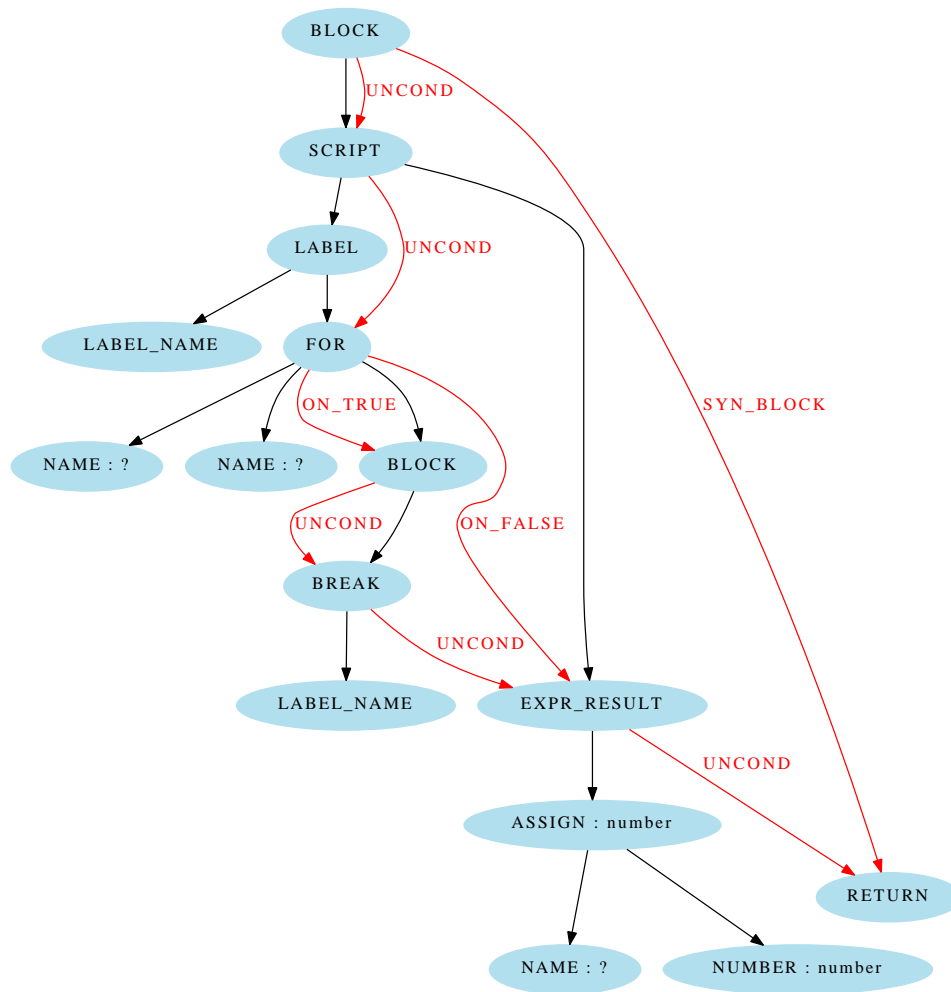 BLOCK
UNCOND
SCRIPT
LABEL
UNCOND
LABEL_NAME
FOR
ON_TRUE
SYN_BLOCK
NAME : ?
NAME : ?
BLOCK
UNCOND
ON_FALSE
BREAK
UNCOND
LABEL_NAME
EXPR_RESULT
UNCOND
ASSIGN : number
RETURN
NAME : ?
NUMBER : number